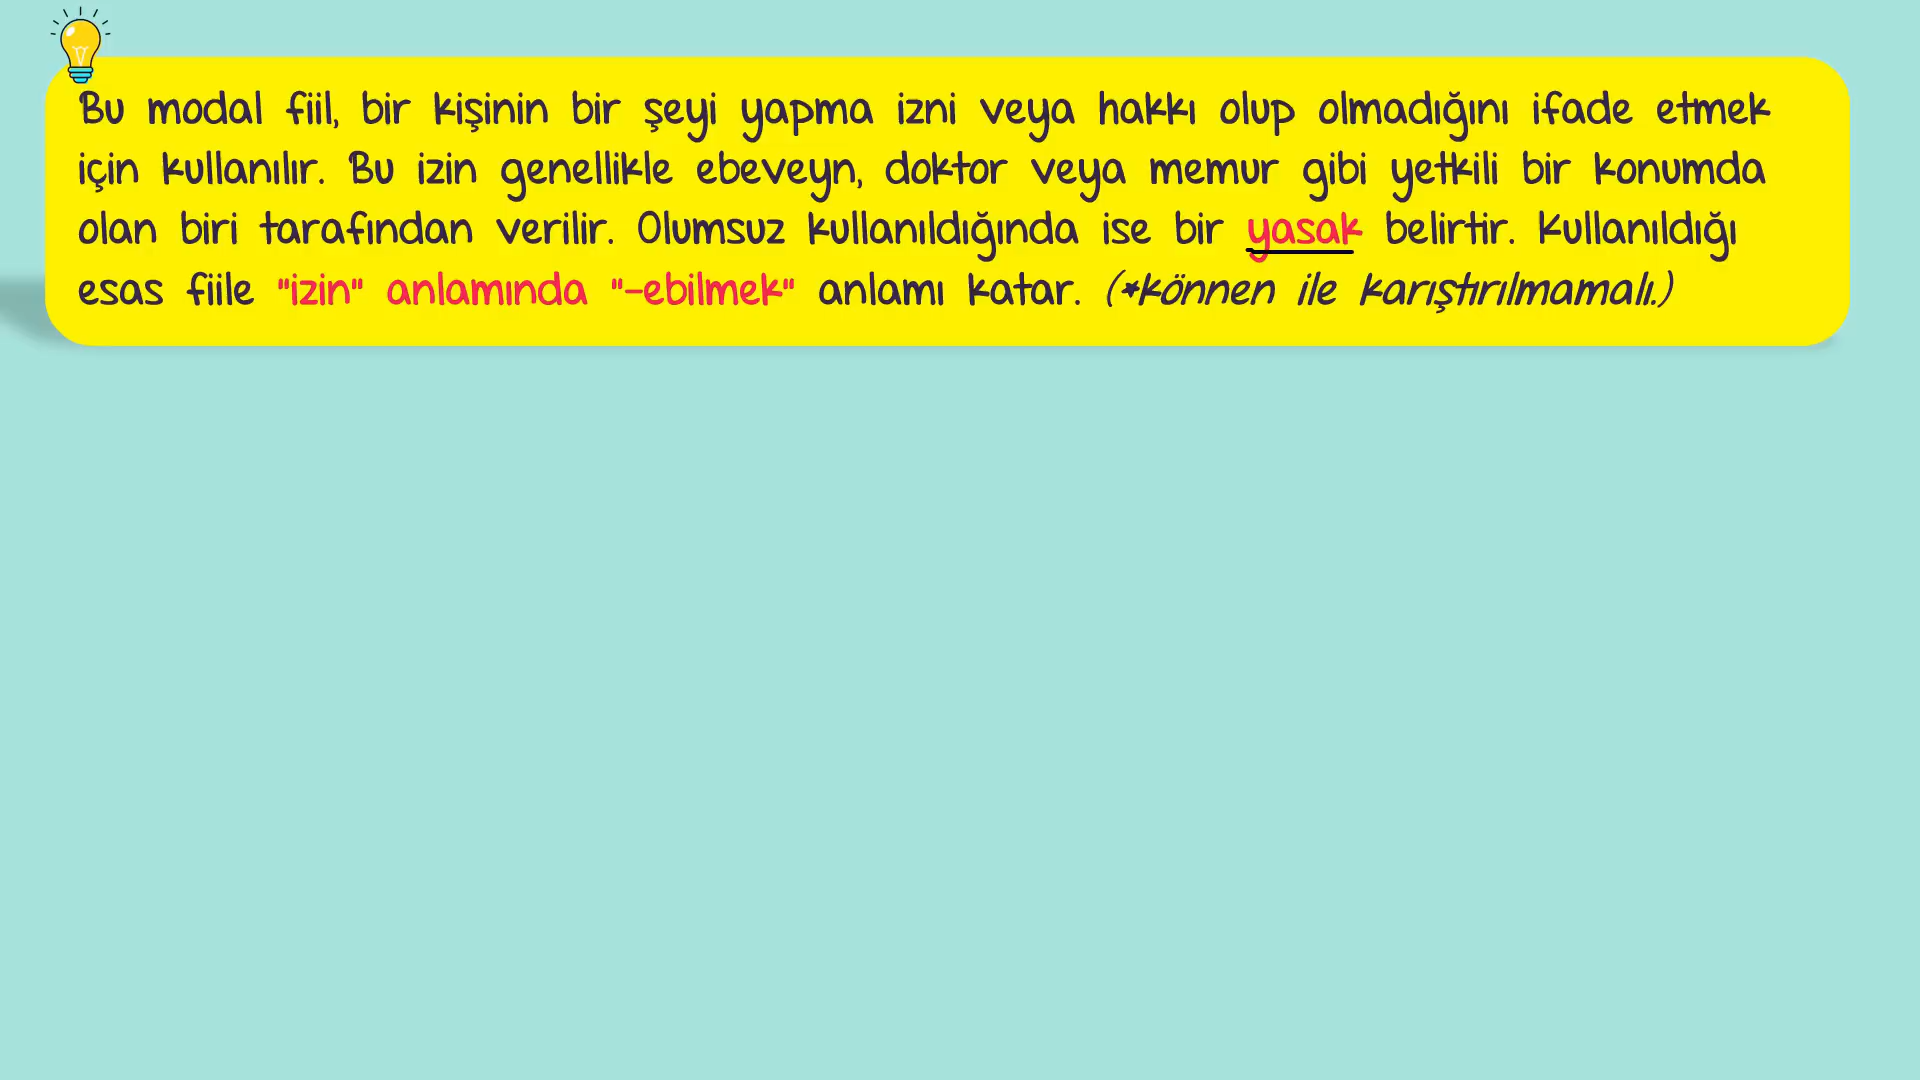 Bu modal fiil, bir kişinin bir şeyi yapma izni veya hakkı olup olmadığını ifade etmek
için kullanılır. Bu izin genellikle ebeveyn, doktor veya memur gibi yetkili bir konumda
olan biri tarafından verilir. Olumsuz kullanıldığında ise bir yasak belirtir. Kullanıldığı
esas fiile "izin" anlamında "-ebilmek" anlamı katar. (*können ile karıştırılmamalı.)